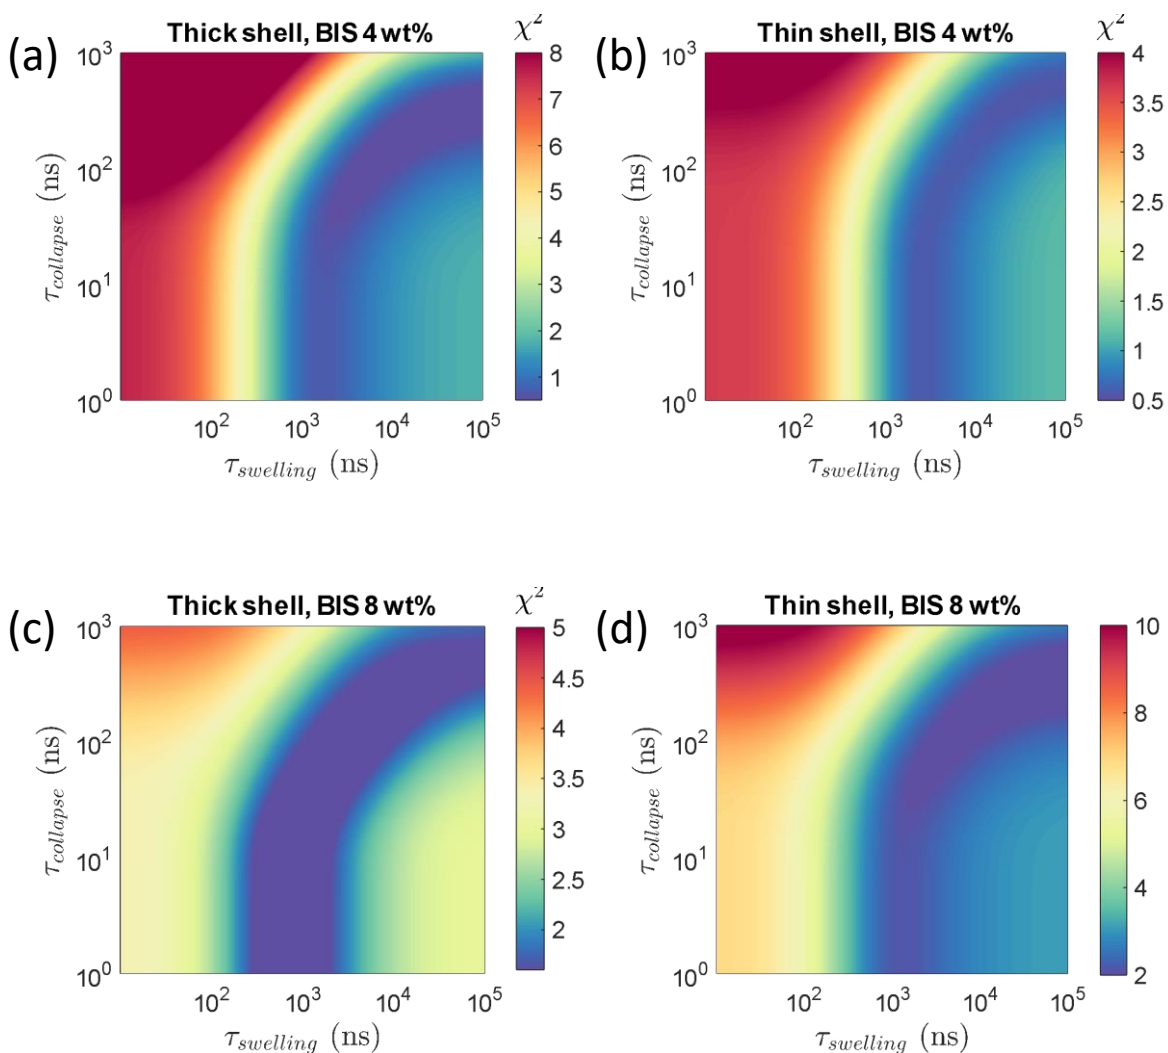 (a)
Thick shell, BIS 4 wt%
χ²
10³
10²
10¹
10⁰
τcollapse (ns)
10² 10³ 10⁴ 10⁵
τswelling (ns)
8
7
6
5
4
3
2
1
(b)
Thin shell, BIS 4 wt%
χ²
10³
10²
10¹
10⁰
τcollapse (ns)
10² 10³ 10⁴ 10⁵
τswelling (ns)
4
3.5
3
2.5
2
1.5
1
0.5
(c)
Thick shell, BIS 8 wt%
χ²
10³
10²
10¹
10⁰
τcollapse (ns)
10² 10³ 10⁴ 10⁵
τswelling (ns)
5
4.5
4
3.5
3
2.5
2
(d)
Thin shell, BIS 8 wt%
10³
10²
10¹
10⁰
τcollapse (ns)
10² 10³ 10⁴ 10⁵
τswelling (ns)
10
8
6
4
2